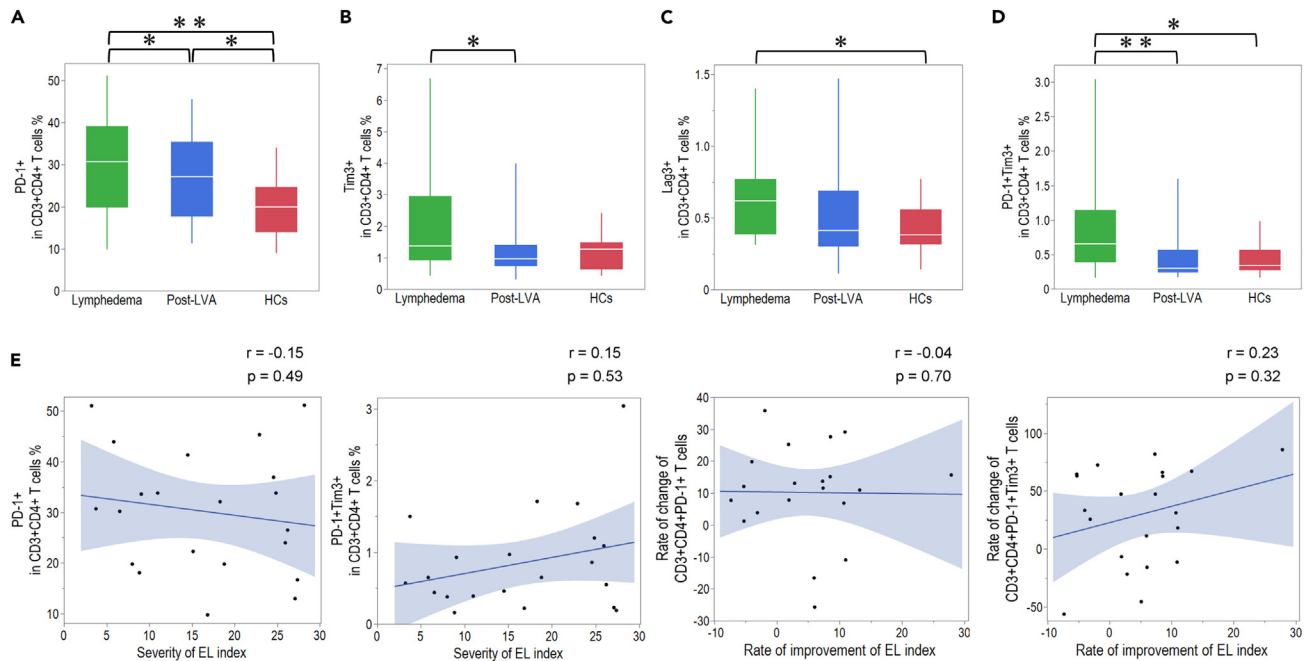 A
**
*
*
PD-1+
in CD3+CD4+ T cells %
50
40
30
20
10
0
Lymphedema
Post-LVA
HCs
B
*
Tim3+
in CD3+CD4+ T cells %
7
6
5
4
3
2
1
0
Lymphedema
Post-LVA
HCs
C
*
Lag3+
in CD3+CD4+ T cells %
1.5
1.0
0.5
0
Lymphedema
Post-LVA
HCs
D
*
**
PD-1+Tim3+
in CD3+CD4+ T cells %
3.0
2.5
2.0
1.5
1.0
0.5
0
Lymphedema
Post-LVA
HCs
E
r = -0.15
p = 0.49
PD-1+
in CD3+CD4+ T cells %
50
40
30
20
10
0
5
10
15
20
25
30
Severity of EL index
r = 0.15
p = 0.53
PD-1+Tim3+
in CD3+CD4+ T cells %
3
2
1
0
0
5
10
15
20
25
30
Severity of EL index
r = -0.04
p = 0.70
Rate of change of
CD3+CD4+PD-1+ T cells
40
30
20
10
0
-10
-20
-30
-10
0
10
20
30
Rate of improvement of EL index
r = 0.23
p = 0.32
Rate of change of
CD3+CD4+PD-1+Tim3+ T cells
100
50
0
-50
-10
0
10
20
30
Rate of improvement of EL index